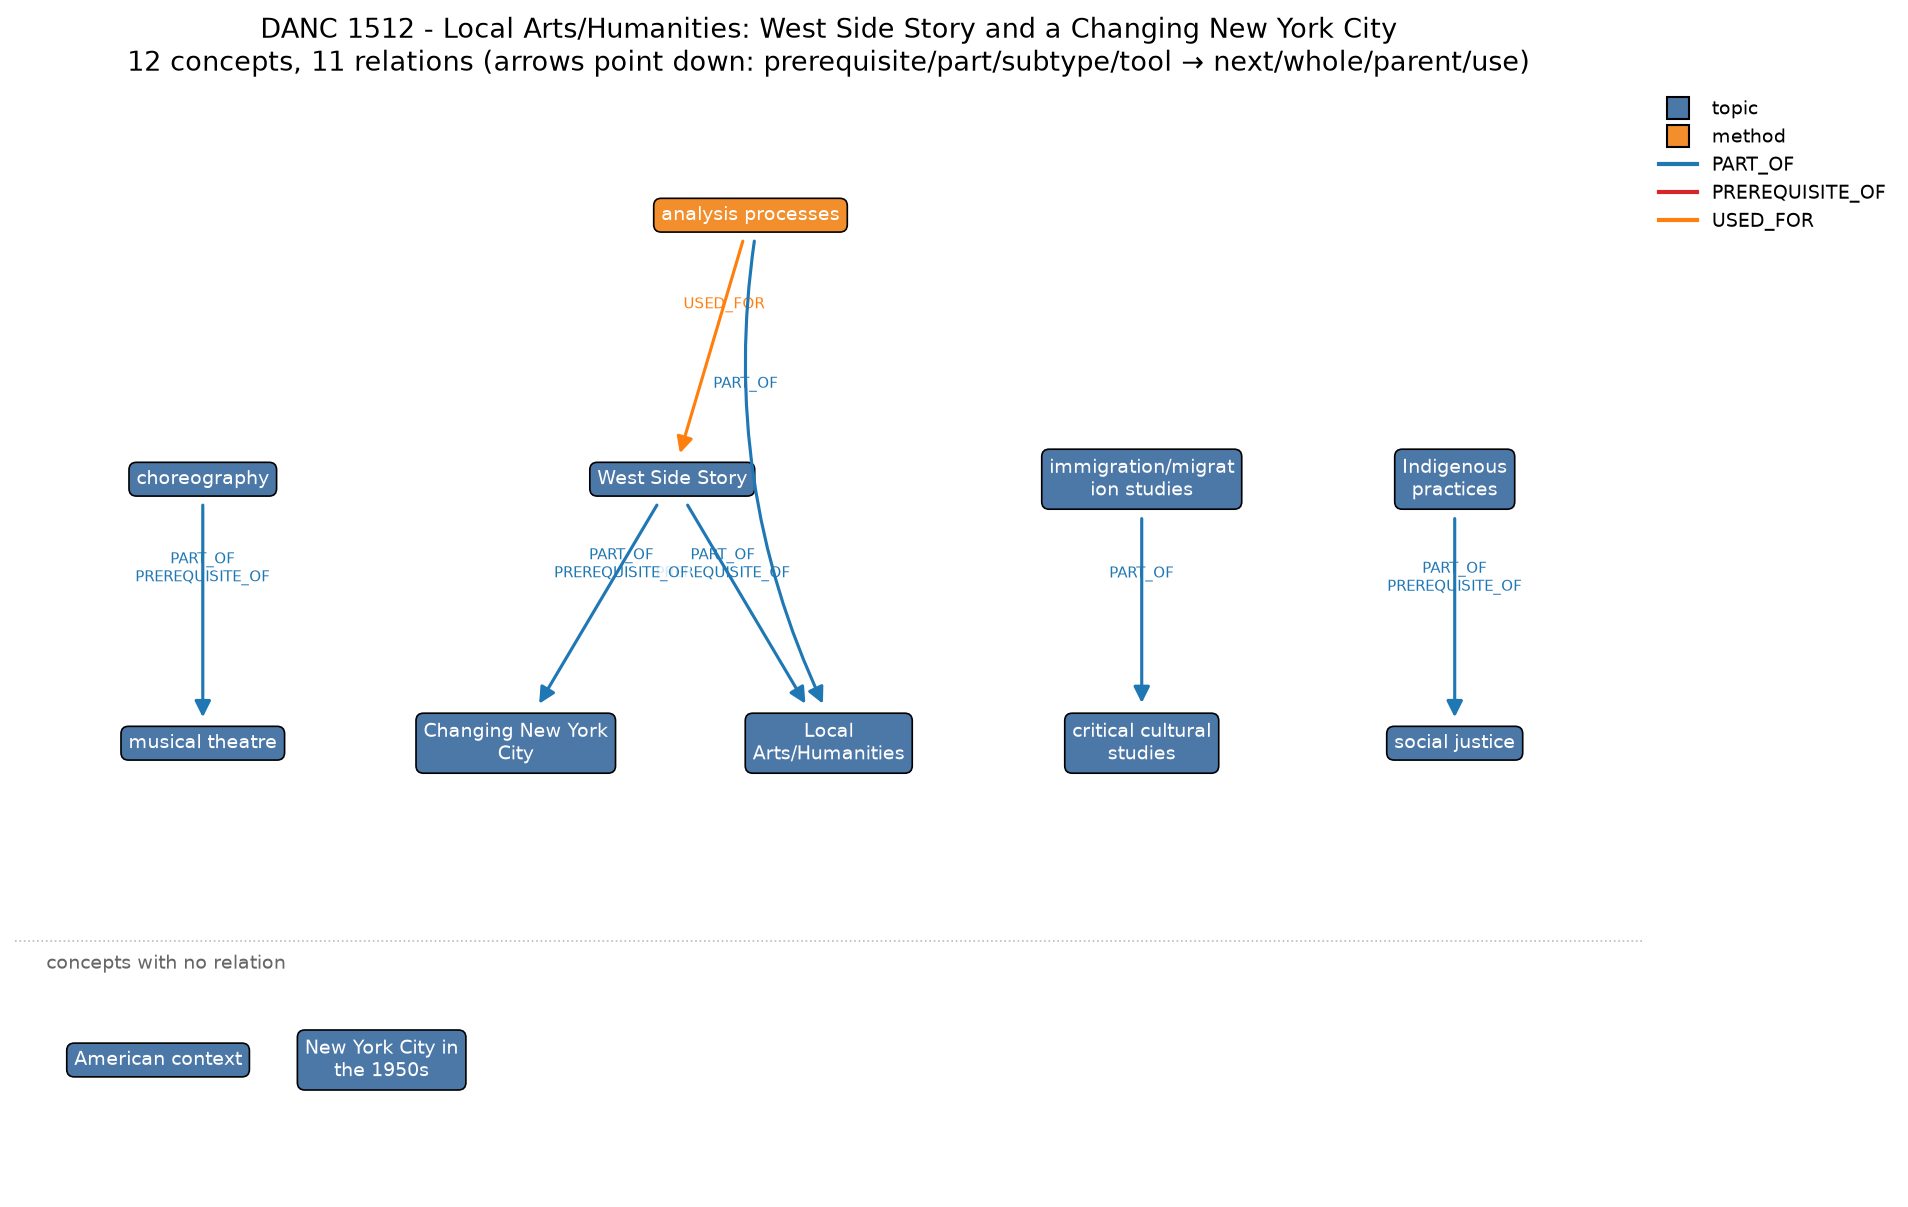 DANC 1512 - Local Arts/Humanities: West Side Story and a Changing New York City
12 concepts, 11 relations (arrows point down: prerequisite/part/subtype/tool → next/whole/parent/use)
topic
method
PART_OF
PREREQUISITE_OF
USED_FOR
analysis processes
USED_FOR
PART_OF
choreography
West Side Story
immigration/migrat
ion studies
Indigenous
practices
PART_OF
PREREQUISITE_OF
PART_OF
PREREQUISITE_OF
PART_OF
PREREQUISITE_OF
PART_OF
PART_OF
PREREQUISITE_OF
musical theatre
Changing New York
City
Local
Arts/Humanities
critical cultural
studies
social justice
concepts with no relation
American context
New York City in
the 1950s